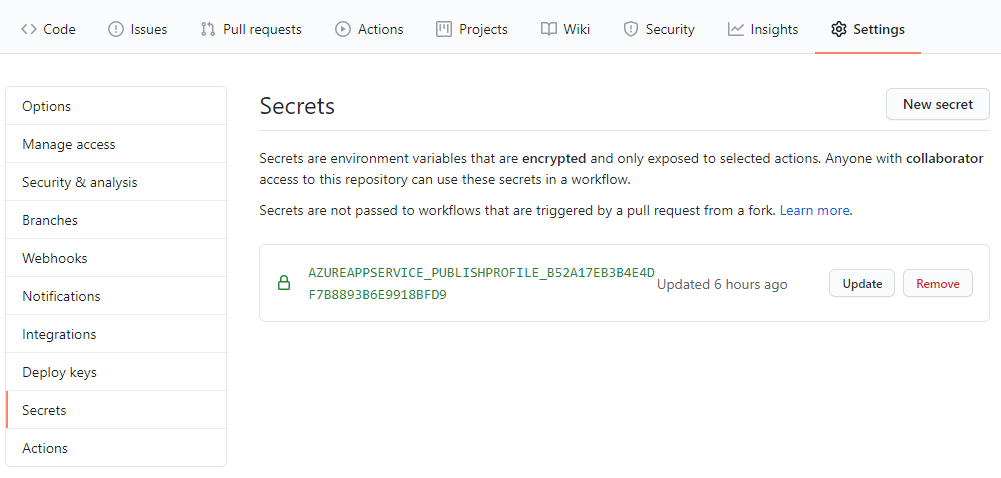 Code Issues Pull requests Actions Projects Wiki Security Insights Settings
Options
Manage access
Security & analysis
Branches
Webhooks
Notifications
Integrations
Deploy keys
Secrets
Actions
Secrets
New secret
Secrets are environment variables that are encrypted and only exposed to selected actions. Anyone with collaborator
access to this repository can use these secrets in a workflow.
Secrets are not passed to workflows that are triggered by a pull request from a fork. Learn more.
AZUREAPPSERVICE_PUBLISHPROFILE_B52A17EB3B4E4D
F7B8893B6E9918BFD9
Updated 6 hours ago
Update
Remove